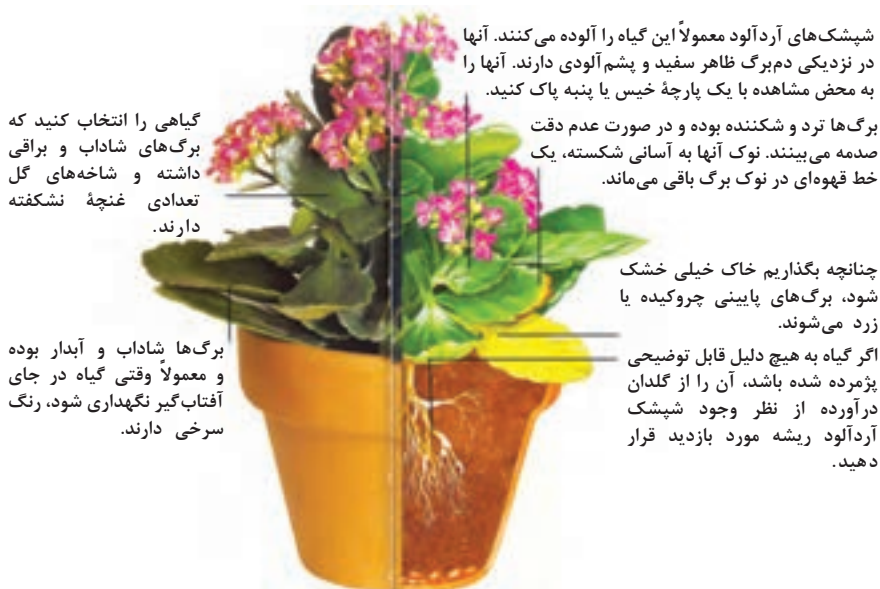 شپشک‌های آردآلود معمولاً این گیاه را آلوده می‌کنند. آنها
در نزدیکی دمبرگ ظاهر سفید و پشم‌آلودی دارند. آنها را
به محض مشاهده با یک پارچهٔ خیس یا پنبه پاک کنید.
برگ‌ها ترد و شکننده بوده و در صورت عدم دقت
صدمه می‌بینند. نوک آنها به آسانی شکسته، یک
خط قهوه‌ای در نوک برگ باقی می‌ماند.
چنانچه بگذاریم خاک خیلی خشک
شود، برگ‌های پایینی چروکیده یا
زرد می‌شوند.
اگر گیاه به هیچ دلیل قابل توضیحی
پژمرده شده باشد، آن را از گلدان
درآورده از نظر وجود شپشک
آردآلود ریشه مورد بازدید قرار
دهید.
گیاهی را انتخاب کنید که
برگ‌های شاداب و براقی
داشته و شاخه‌های گل
تعدادی غنچهٔ نشکفته
دارند.
برگ‌ها شاداب و آبدار بوده
و معمولاً وقتی گیاه در جای
آفتاب‌گیر نگهداری شود، رنگ
سرخی دارند.